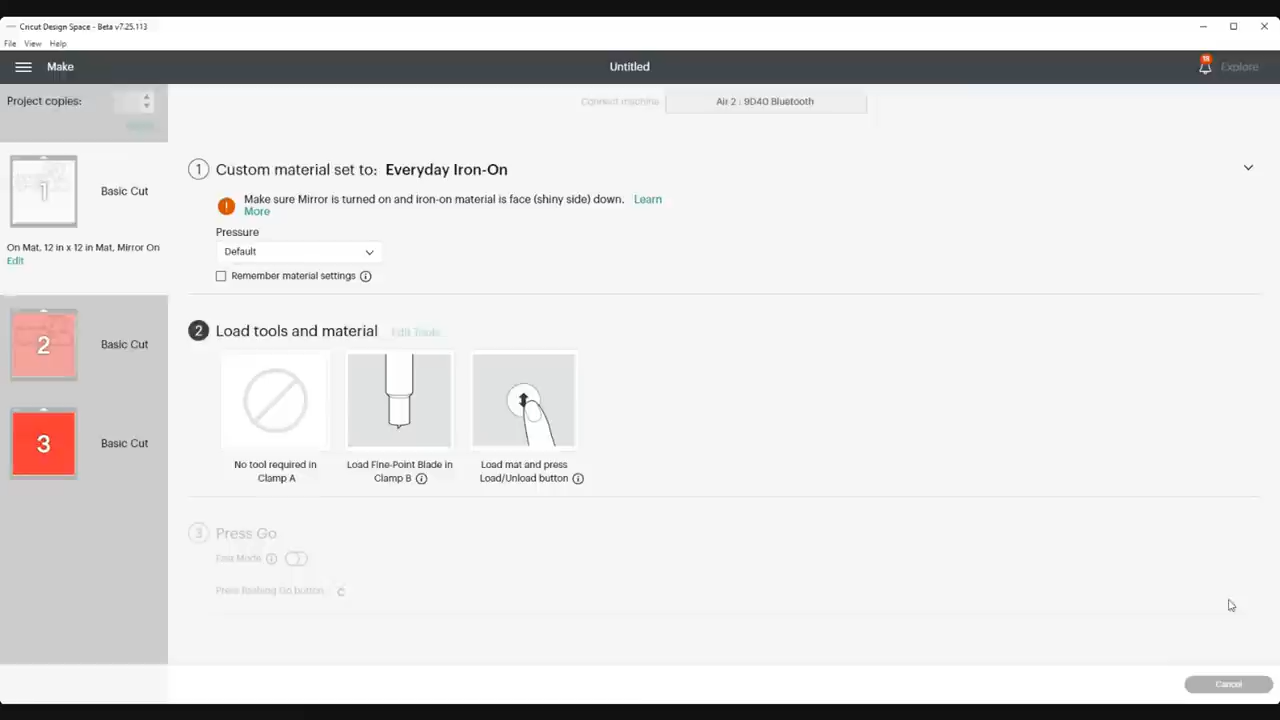 Cricut Design Space - Beta v7.25.113
File View Help
Make
Untitled
Explore
Project copies:
Connect machine
Air 2 : 9D40 Bluetooth
1 Custom material set to: Everyday Iron-On
! Make sure Mirror is turned on and iron-on material is face (shiny side) down. Learn
More
Pressure
Default
Remember material settings
1
Basic Cut
On Mat, 12 in x 12 in Mat, Mirror On
Edit
2
Basic Cut
3
Basic Cut
2 Load tools and material Edit Tools
No tool required in
Clamp A
Load Fine-Point Blade in
Clamp B
Load mat and press
Load/Unload button
3 Press Go
Fast Mode
Press flashing Go button
Cancel